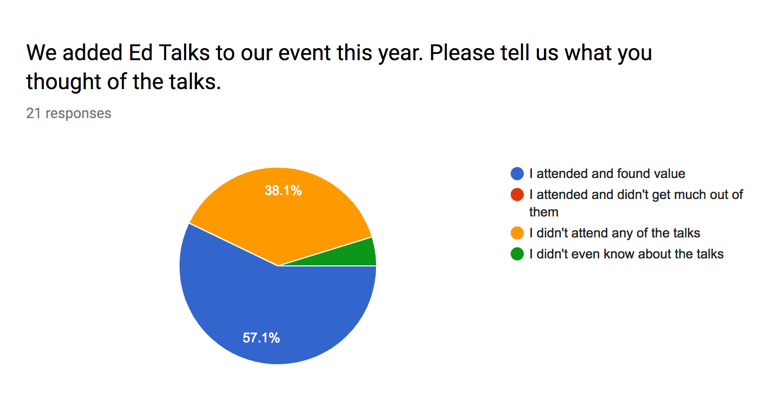 We added Ed Talks to our event this year. Please tell us what you
thought of the talks.
21 responses
38.1%
57.1%
I attended and found value
I attended and didn't get much out of
them
I didn't attend any of the talks
I didn't even know about the talks